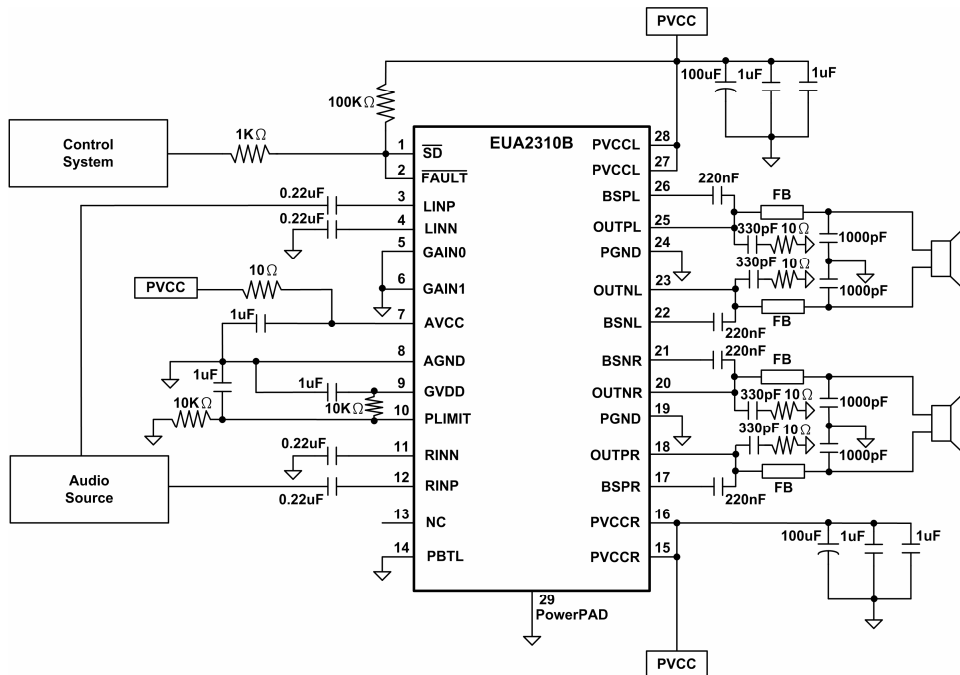 PVCC
100uF 1uF 1uF
100KΩ
Control
System
1KΩ
EUA2310B
1 SD
2 FAULT
3 LINP
4 LINN
5 GAIN0
6 GAIN1
7 AVCC
8 AGND
9 GVDD
10 PLIMIT
11 RINN
12 RINP
13 NC
14 PBTL
28 PVCCL
27 PVCCL
26 BSPL
25 OUTPL
24 PGND
23 OUTNL
22 BSNL
21 BSNR
20 OUTNR
19 PGND
18 OUTPR
17 BSPR
16 PVCCR
15 PVCCR
29
PowerPAD
0.22uF
0.22uF
PVCC
10Ω
1uF
1uF
1uF
10KΩ
10KΩ
0.22uF
0.22uF
Audio
Source
220nF
FB
330pF 10Ω
1000pF
330pF 10Ω
1000pF
FB
220nF
220nF
FB
330pF 10Ω
1000pF
330pF 10Ω
1000pF
FB
220nF
100uF 1uF 1uF
PVCC